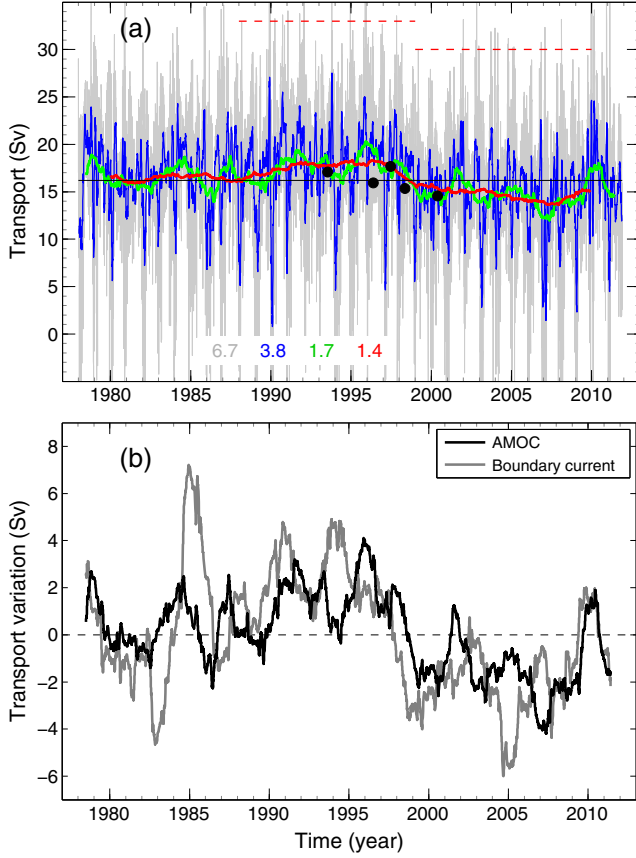 (a)
Transport (Sv)
30
25
20
15
10
5
0
6.7 3.8 1.7 1.4
1980 1985 1990 1995 2000 2005 2010
(b)
AMOC
Boundary current
Transport variation (Sv)
8
6
4
2
0
−2
−4
−6
1980 1985 1990 1995 2000 2005 2010
Time (year)